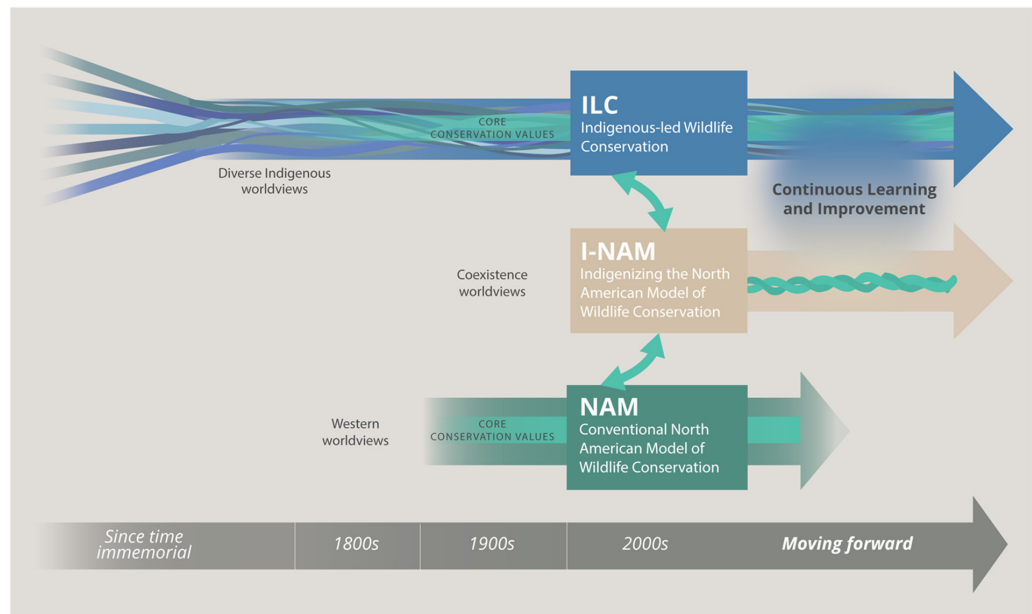 CORE
CONSERVATION VALUES
ILC
Indigenous-led Wildlife
Conservation
Diverse Indigenous
worldviews
Continuous Learning
and Improvement
Coexistence
worldviews
I-NAM
Indigenizing the North
American Model of
Wildlife Conservation
Western
worldviews
CORE
CONSERVATION VALUES
NAM
Conventional North
American Model of
Wildlife Conservation
Since time
immemorial
1800s
1900s
2000s
Moving forward